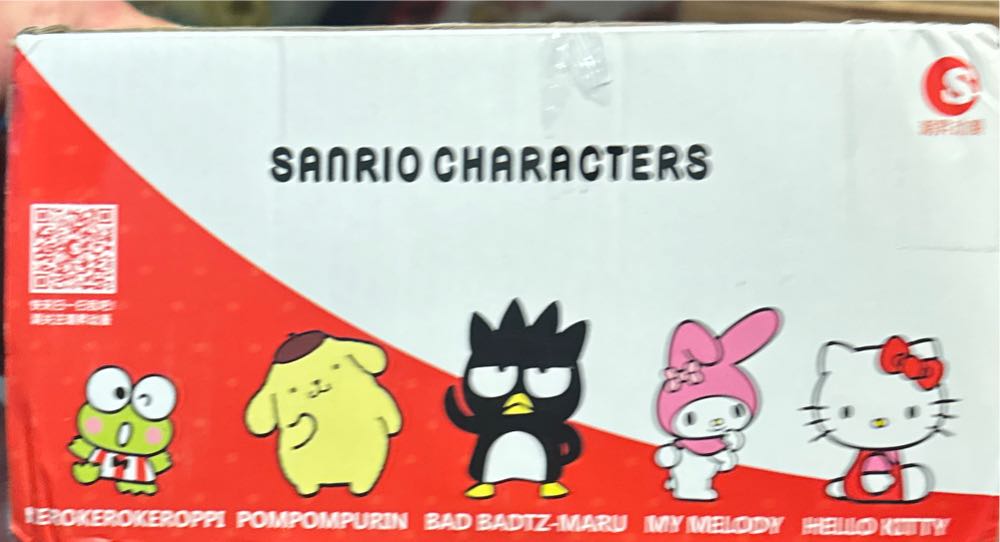 SANRIO CHARACTERS
S
KEROKEROKEROPPI POMPOMPURIN BAD BADTZ-MARU MY MELODY HELLO KITTY